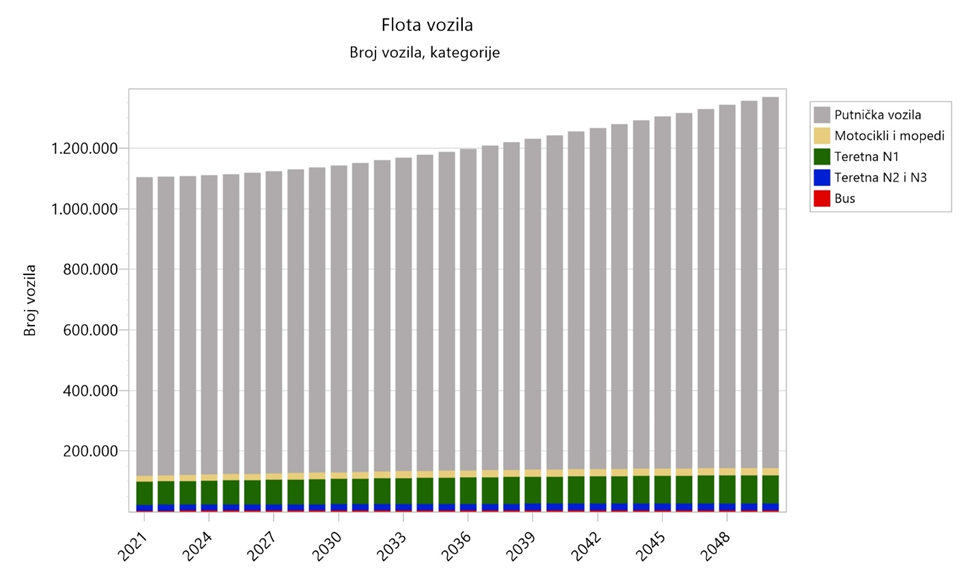 Flota vozila
Broj vozila, kategorije
Putnička vozila
Motocikli i mopedi
Teretna N1
Teretna N2 i N3
Bus
Broj vozila
1.200.000
1.000.000
800.000
600.000
400.000
200.000
2021 2024 2027 2030 2033 2036 2039 2042 2045 2048